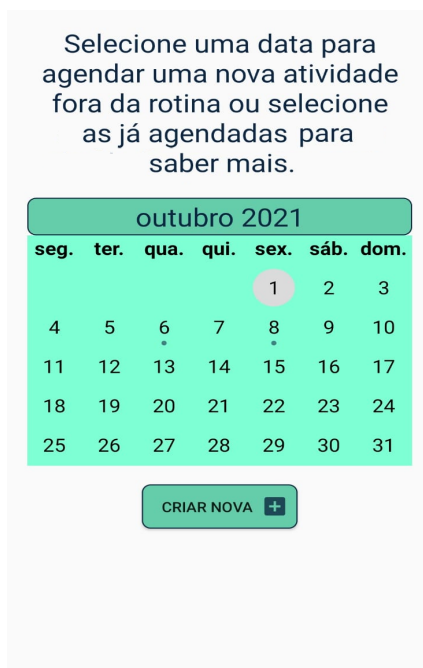 Selecione uma data para
agendar uma nova atividade
fora da rotina ou selecione
as já agendadas para
saber mais.
outubro 2021
seg. ter. qua. qui. sex. sáb. dom.
1 2 3
4 5 6 7 8 9 10
11 12 13 14 15 16 17
18 19 20 21 22 23 24
25 26 27 28 29 30 31
CRIAR NOVA